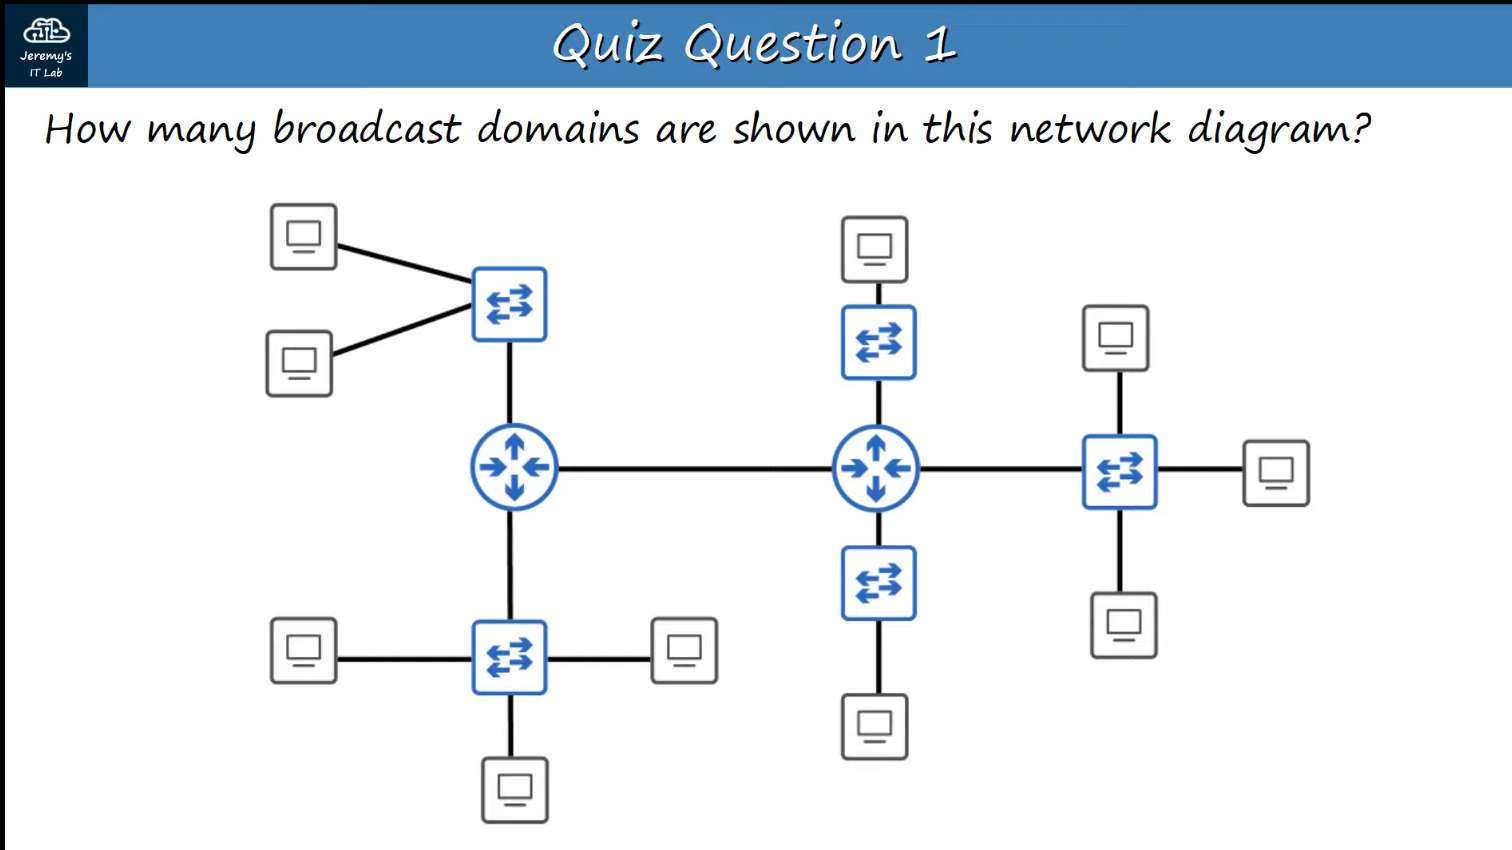 Jeremy's
IT Lab
Quiz Question 1
How many broadcast domains are shown in this network diagram?